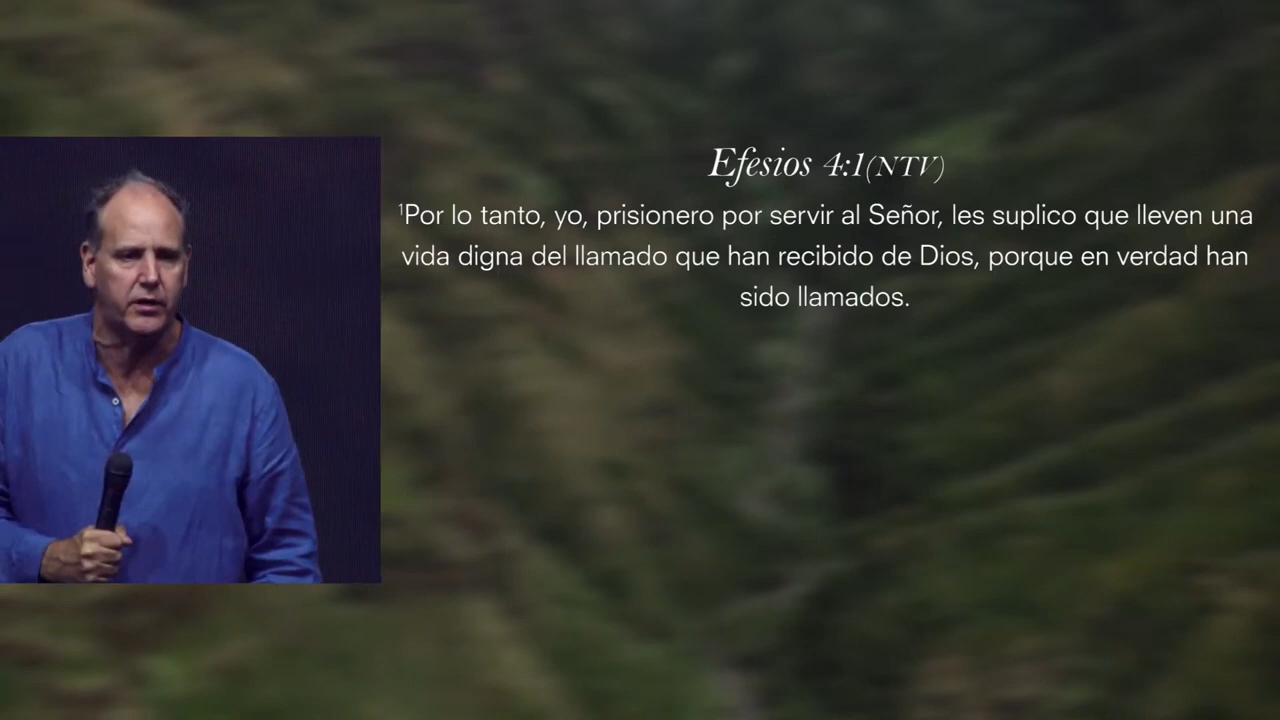 Efesios 4:1(NTV)
¹Por lo tanto, yo, prisionero por servir al Señor, les suplico que lleven una
vida digna del llamado que han recibido de Dios, porque en verdad han
sido llamados.